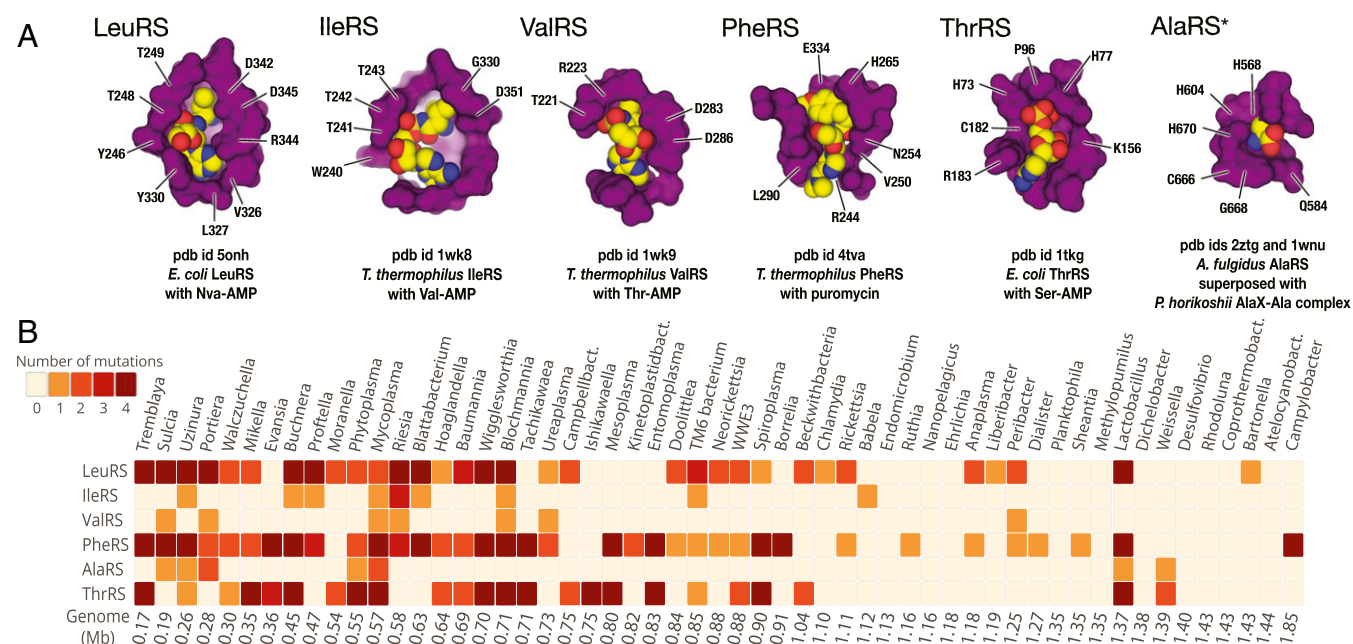 A
LeuRS
T249
T248
Y246
Y330
L327
V326
R344
D345
D342
pdb id 5onh
E. coli LeuRS
with Nva-AMP
IleRS
T243
T242
T241
W240
G330
D351
pdb id 1wk8
T. thermophilus IleRS
with Val-AMP
ValRS
R223
T221
D283
D286
pdb id 1wk9
T. thermophilus ValRS
with Thr-AMP
PheRS
E334
H265
N254
V250
L290
R244
pdb id 4tva
T. thermophilus PheRS
with puromycin
ThrRS
P96
H77
H73
C182
R183
K156
pdb id 1tkg
E. coli ThrRS
with Ser-AMP
AlaRS*
H568
H604
H670
C666
G668
Q584
pdb ids 2ztg and 1wnu
A. fulgidus AlaRS
superposed with
P. horikoshii AlaX-Ala complex
B
Number of mutations
0 1 2 3 4
Tremblaya
Sulcia
Uzinura
Portiera
Walczuchella
Mikella
Evansia
Buchnera
Proftella
Moranella
Phytoplasma
Mycoplasma
Riesia
Blattabacterium
Hoaglandella
Baumannia
Wigglesworthia
Blochmannia
Tachikawaea
Ureaplasma
Campbellbact.
Ishikawaella
Mesoplasma
Kinetoplastidbact.
Entomoplasma
Doolittlea
TM6 bacterium
Neorickettsia
WWE3
Spiroplasma
Borrelia
Beckwithbacteria
Chlamydia
Rickettsia
Babela
Endomicrobium
Ruthia
Nanopelagicus
Ehrlichia
Anaplasma
Liberibacter
Peribacter
Dialister
Planktophila
Sheantia
Methylopumilus
Lactobacillus
Dichelobacter
Weissella
Desulfovibrio
Rhodoluna
Coprothermobact.
Bartonella
Atelocyanobact.
Campylobacter
LeuRS
IleRS
ValRS
PheRS
AlaRS
ThrRS
Genome
(Mb)
0.17 0.19 0.26 0.28 0.30 0.35 0.36 0.45 0.47 0.54 0.55 0.57 0.58 0.63 0.64 0.69 0.70 0.71 0.71 0.73 0.75 0.75 0.80 0.82 0.83 0.84 0.85 0.88 0.88 0.90 0.91 1.04 1.10 1.11 1.12 1.13 1.16 1.16 1.18 1.18 1.19 1.25 1.27 1.35 1.35 1.35 1.37 1.38 1.39 1.40 1.43 1.43 1.43 1.44 1.85